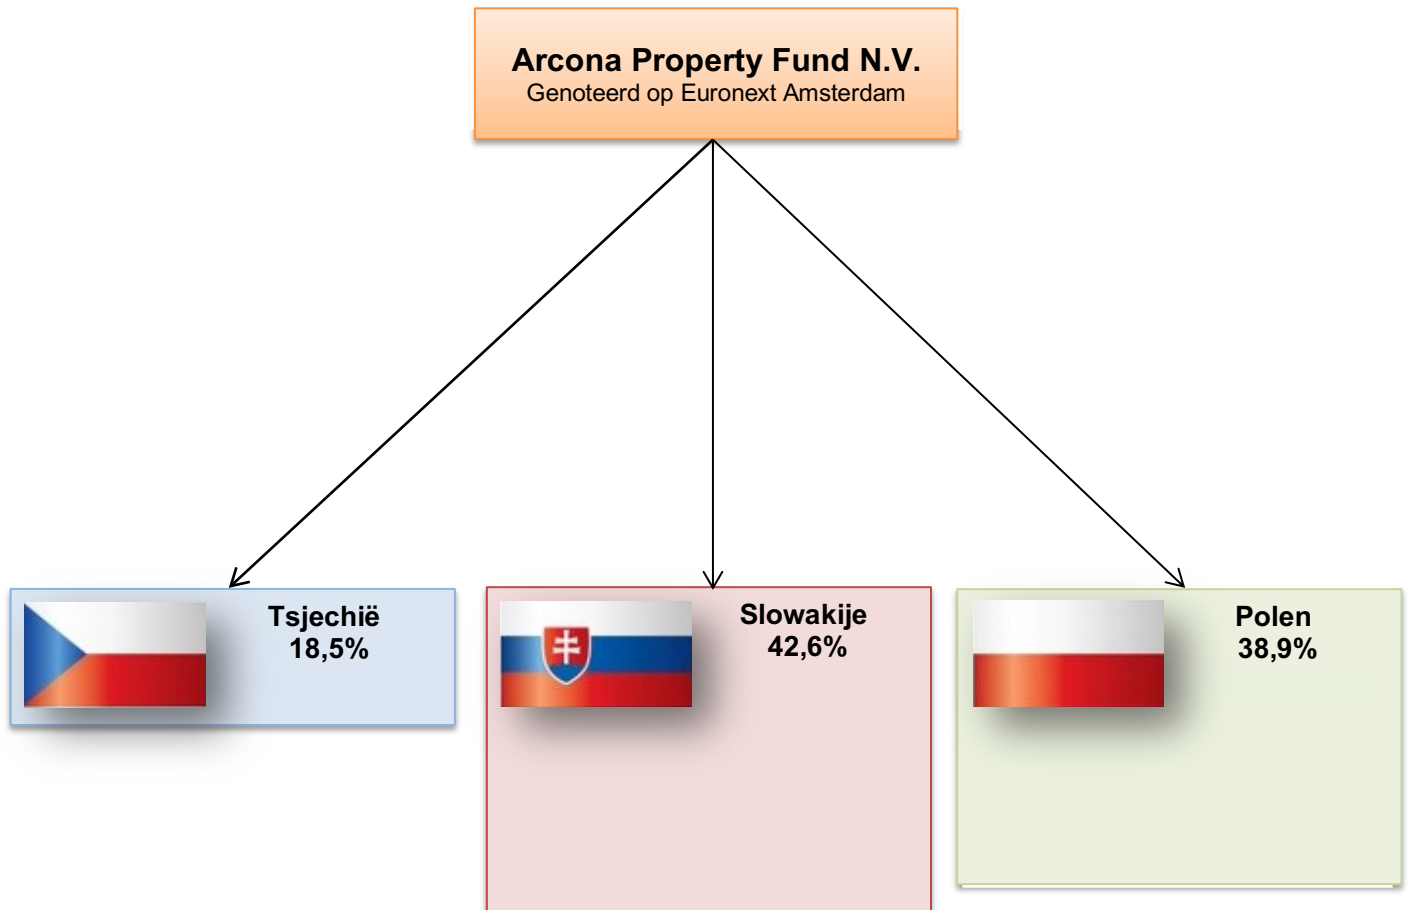 Arcona Property Fund N.V.
Genoteerd op Euronext Amsterdam
Tsjechië
18,5%
Slowakije
42,6%
Polen
38,9%